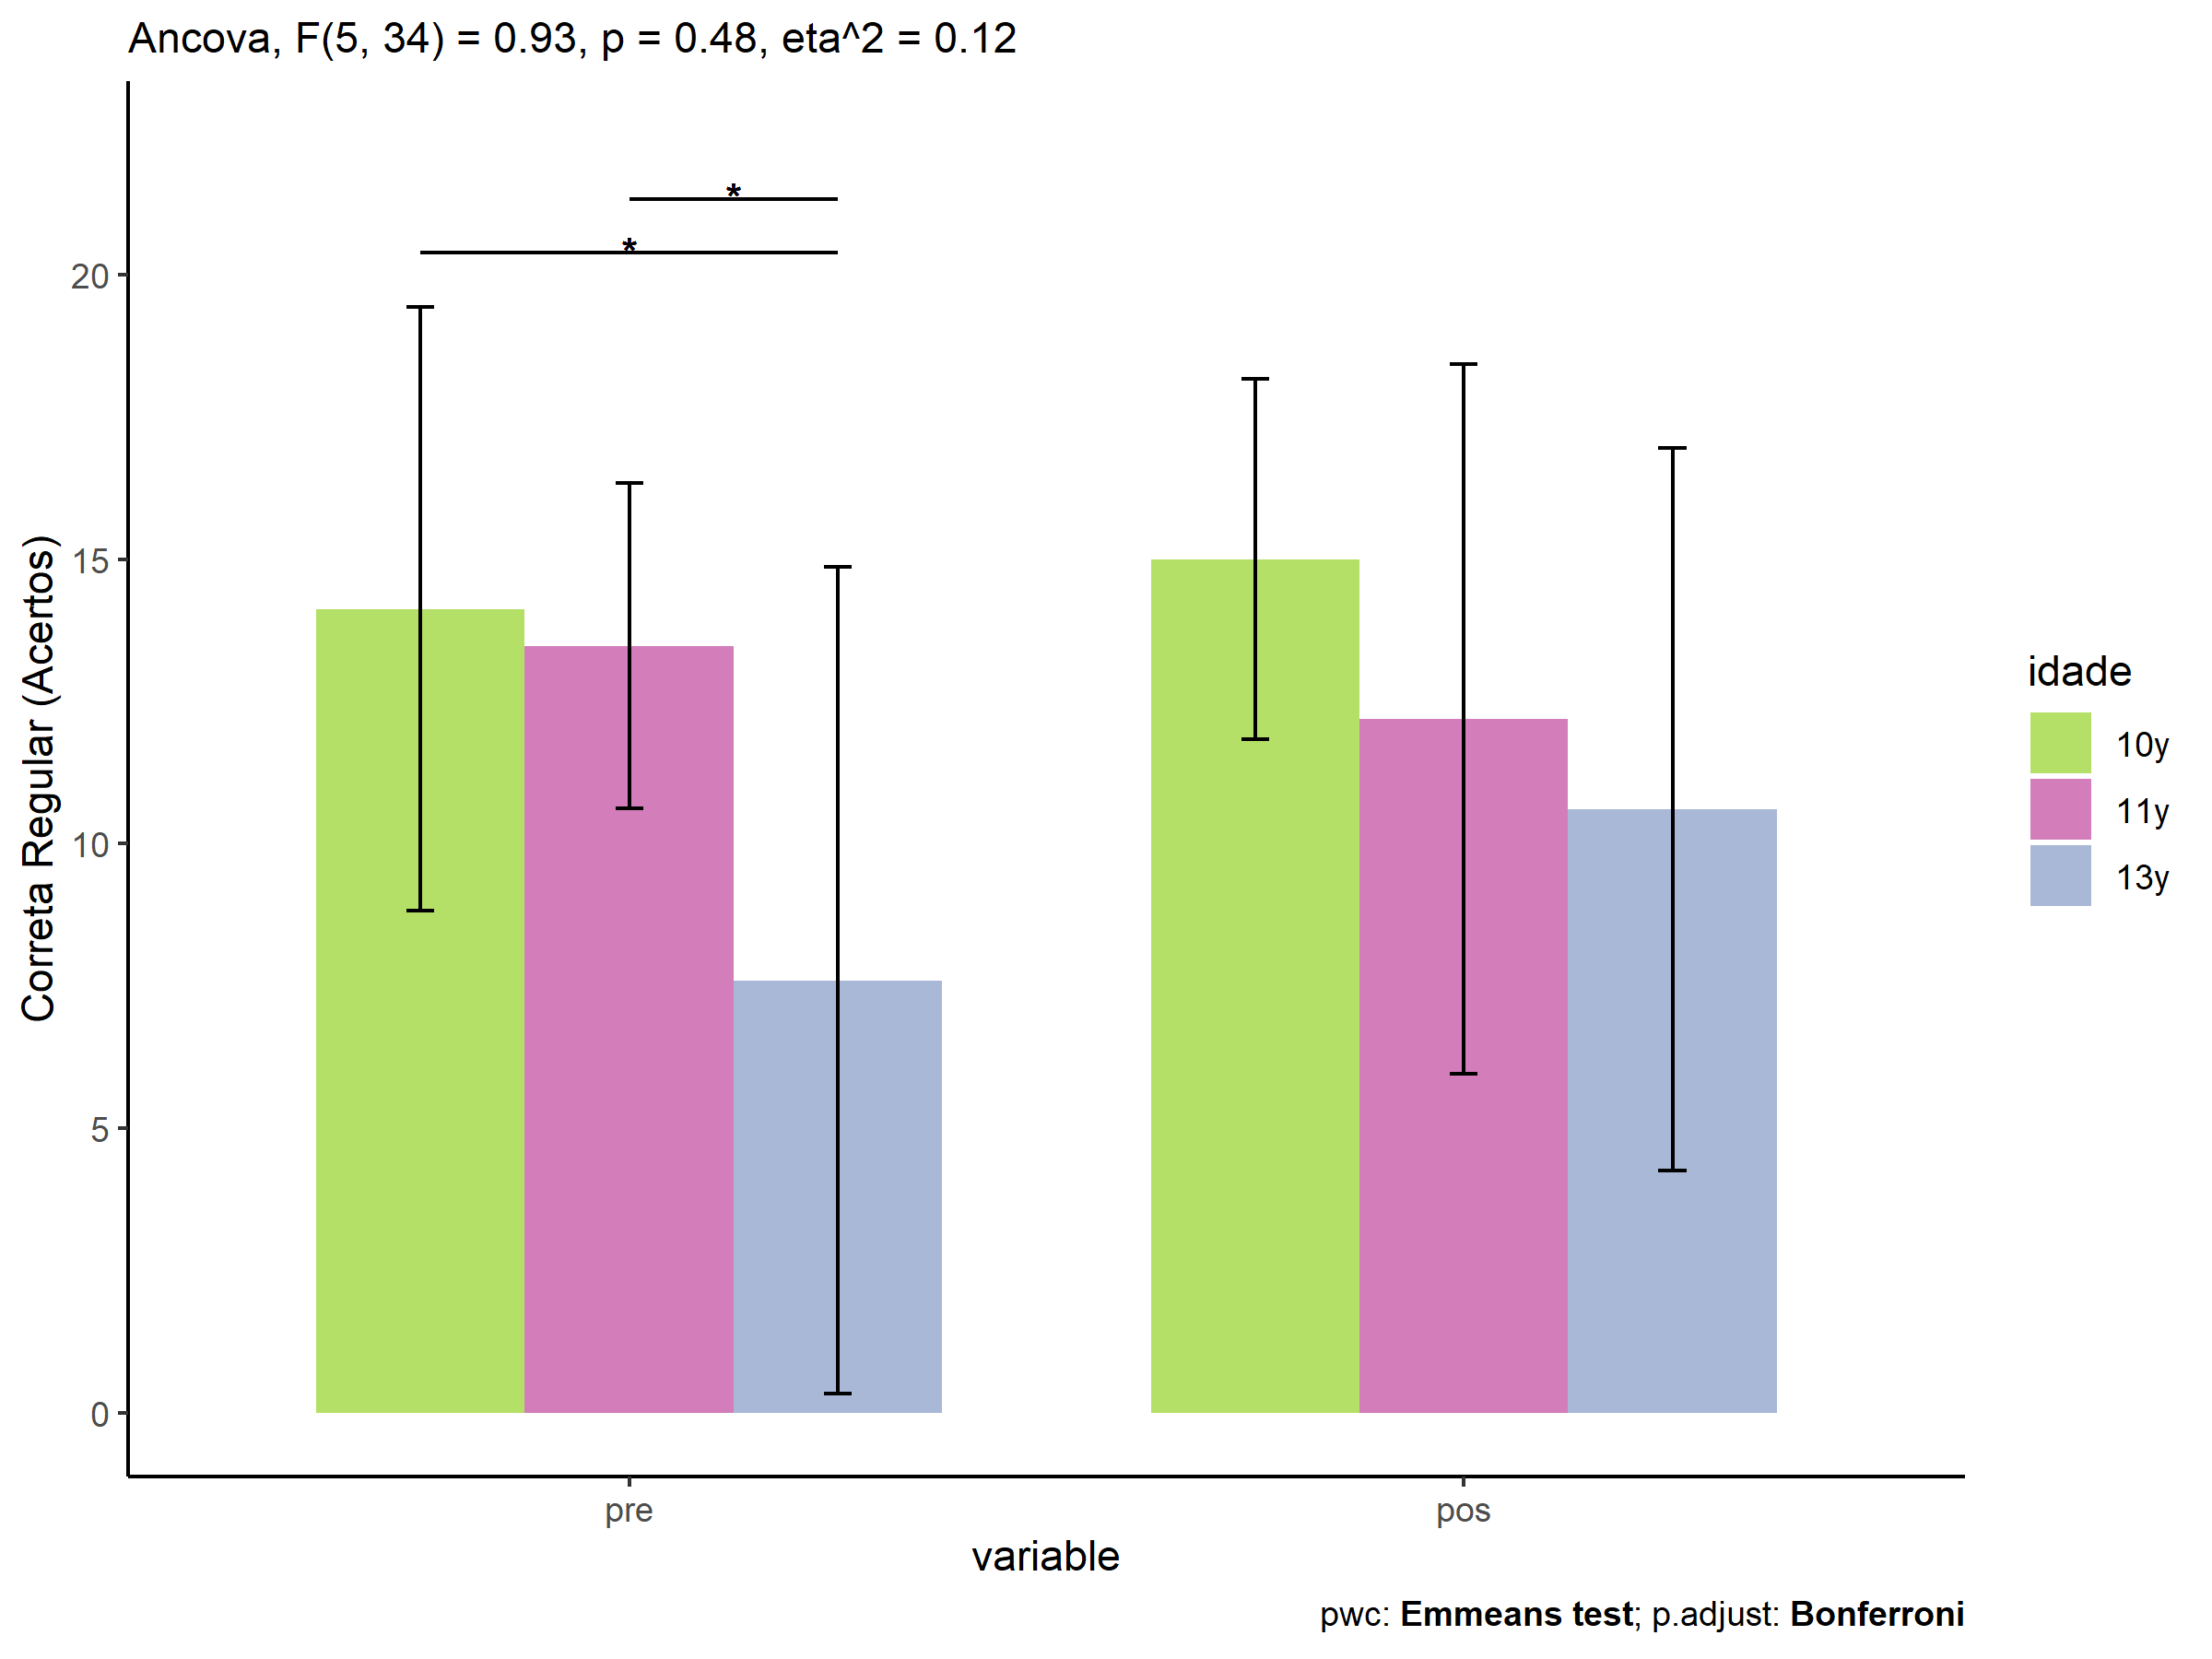 Ancova, F(5, 34) = 0.93, p = 0.48, eta^2 = 0.12
Correta Regular (Acertos)
20
15
10
5
0
*
*
pre
pos
variable
idade
10y
11y
13y
pwc: Emmeans test; p.adjust: Bonferroni